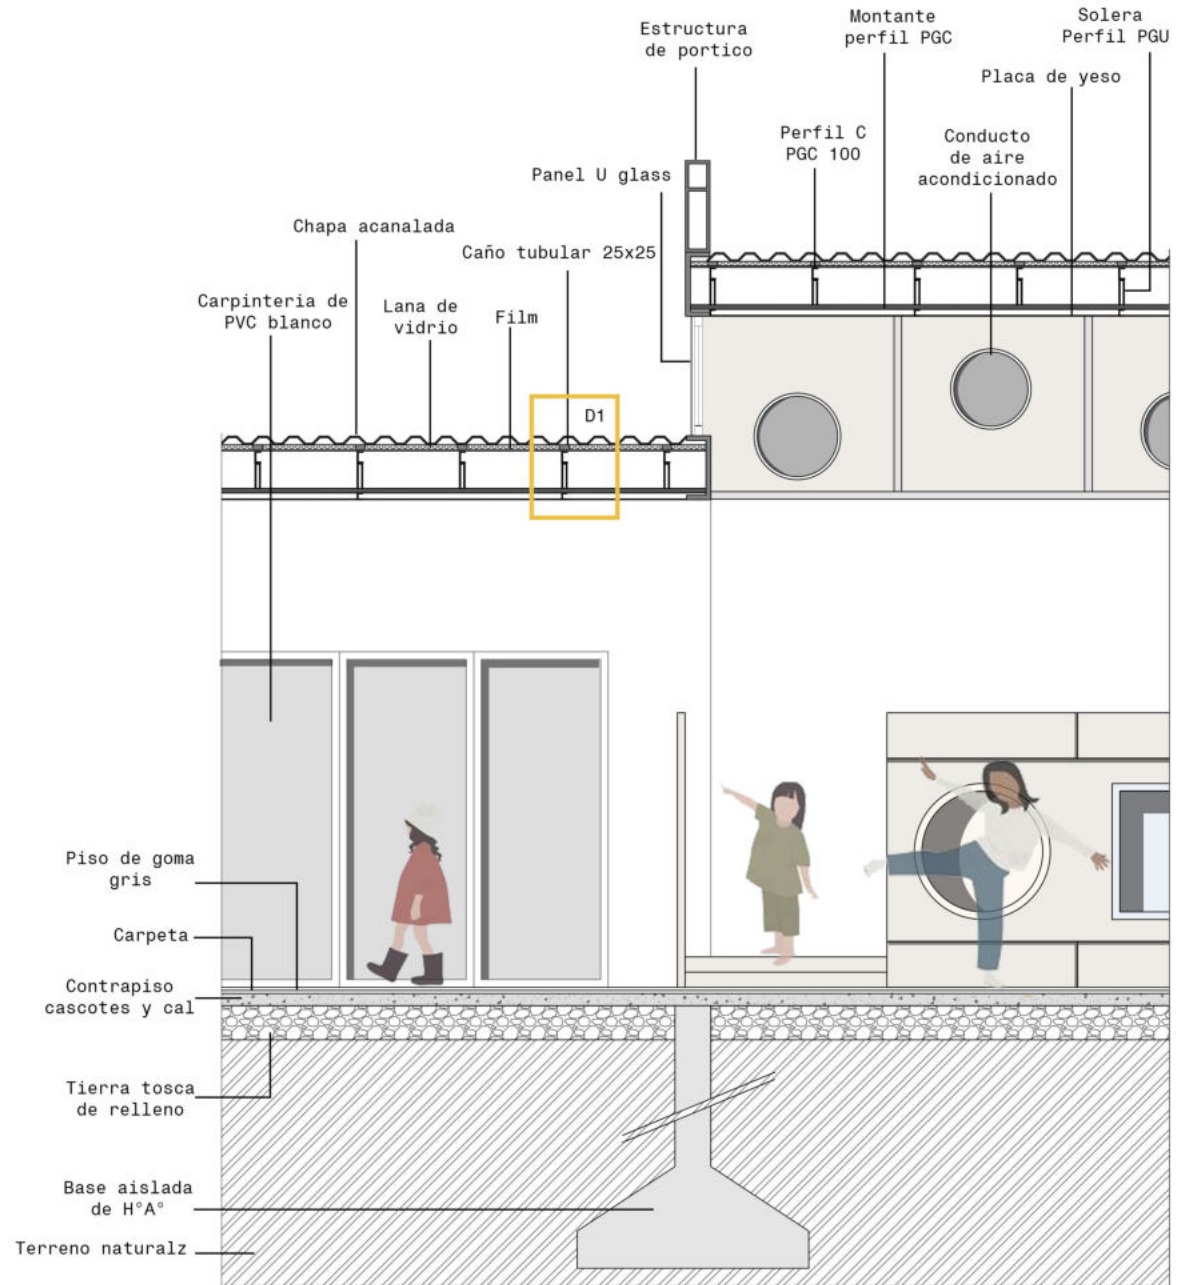 Estructura
de portico
Montante
perfil PGC
Solera
Perfil PGU
Placa de yeso
Perfil C
PGC 100
Conducto
de aire
acondicionado
Panel U glass
Chapa acanalada
Caño tubular 25x25
Carpinteria de
PVC blanco
Lana de
vidrio
Film
D1
Piso de goma
gris
Carpeta
Contrapiso
cascotes y cal
Tierra tosca
de relleno
Base aislada
de H°A°
Terreno naturalz